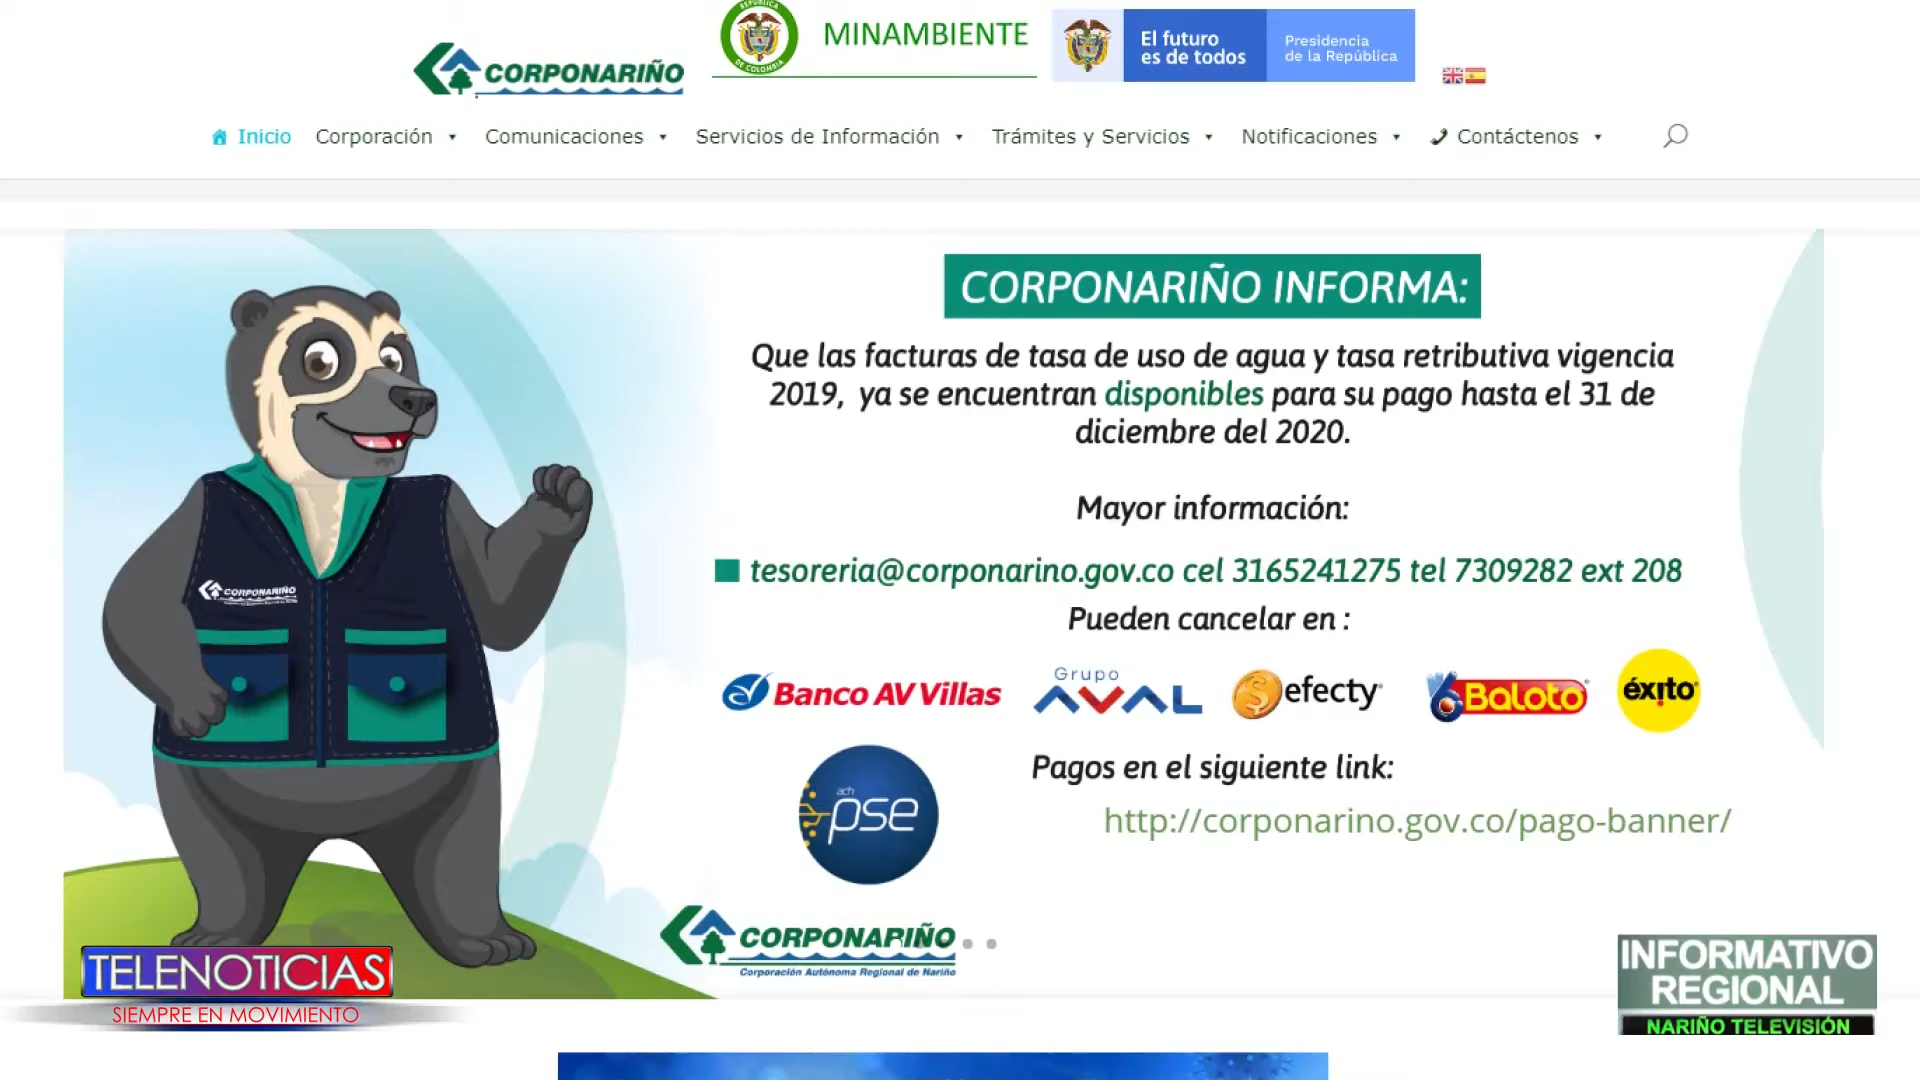 REPÚBLICA
DE COLOMBIA
MINAMBIENTE
El futuro
es de todos
Presidencia
de la República
CORPONARIÑO
Inicio
Corporación
Comunicaciones
Servicios de Información
Trámites y Servicios
Notificaciones
Contáctenos
CORPONARIÑO INFORMA:
Que las facturas de tasa de uso de agua y tasa retributiva vigencia
2019, ya se encuentran disponibles para su pago hasta el 31 de
diciembre del 2020.
Mayor información:
tesoreria@corponarino.gov.co cel 3165241275 tel 7309282 ext 208
Pueden cancelar en :
CORPONARIÑO
Banco AV Villas
Grupo
AVAL
efecty
Baloto
éxito
Pagos en el siguiente link:
ach
pse
http://corponarino.gov.co/pago-banner/
CORPONARIÑO
Corporación Autónoma Regional de Nariño
TELENOTICIAS
SIEMPRE EN MOVIMIENTO
INFORMATIVO
REGIONAL
NARIÑO TELEVISIÓN